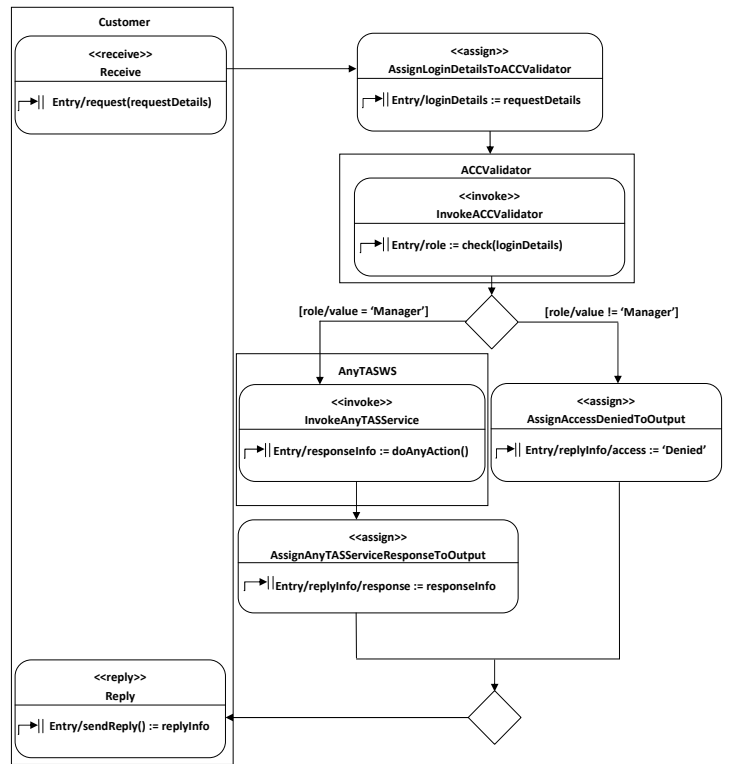 Customer
<<receive>>
Receive
Entry/request(requestDetails)
<<assign>>
AssignLoginDetailsToACCValidator
Entry/loginDetails := requestDetails
ACCValidator
<<invoke>>
InvokeACCValidator
Entry/role := check(loginDetails)
[role/value = ‘Manager’]
[role/value != ‘Manager’]
AnyTASWS
<<invoke>>
InvokeAnyTASService
Entry/responseInfo := doAnyAction()
<<assign>>
AssignAccessDeniedToOutput
Entry/replyInfo/access := ‘Denied’
<<assign>>
AssignAnyTASServiceResponseToOutput
Entry/replyInfo/response := responseInfo
<<reply>>
Reply
Entry/sendReply() := replyInfo